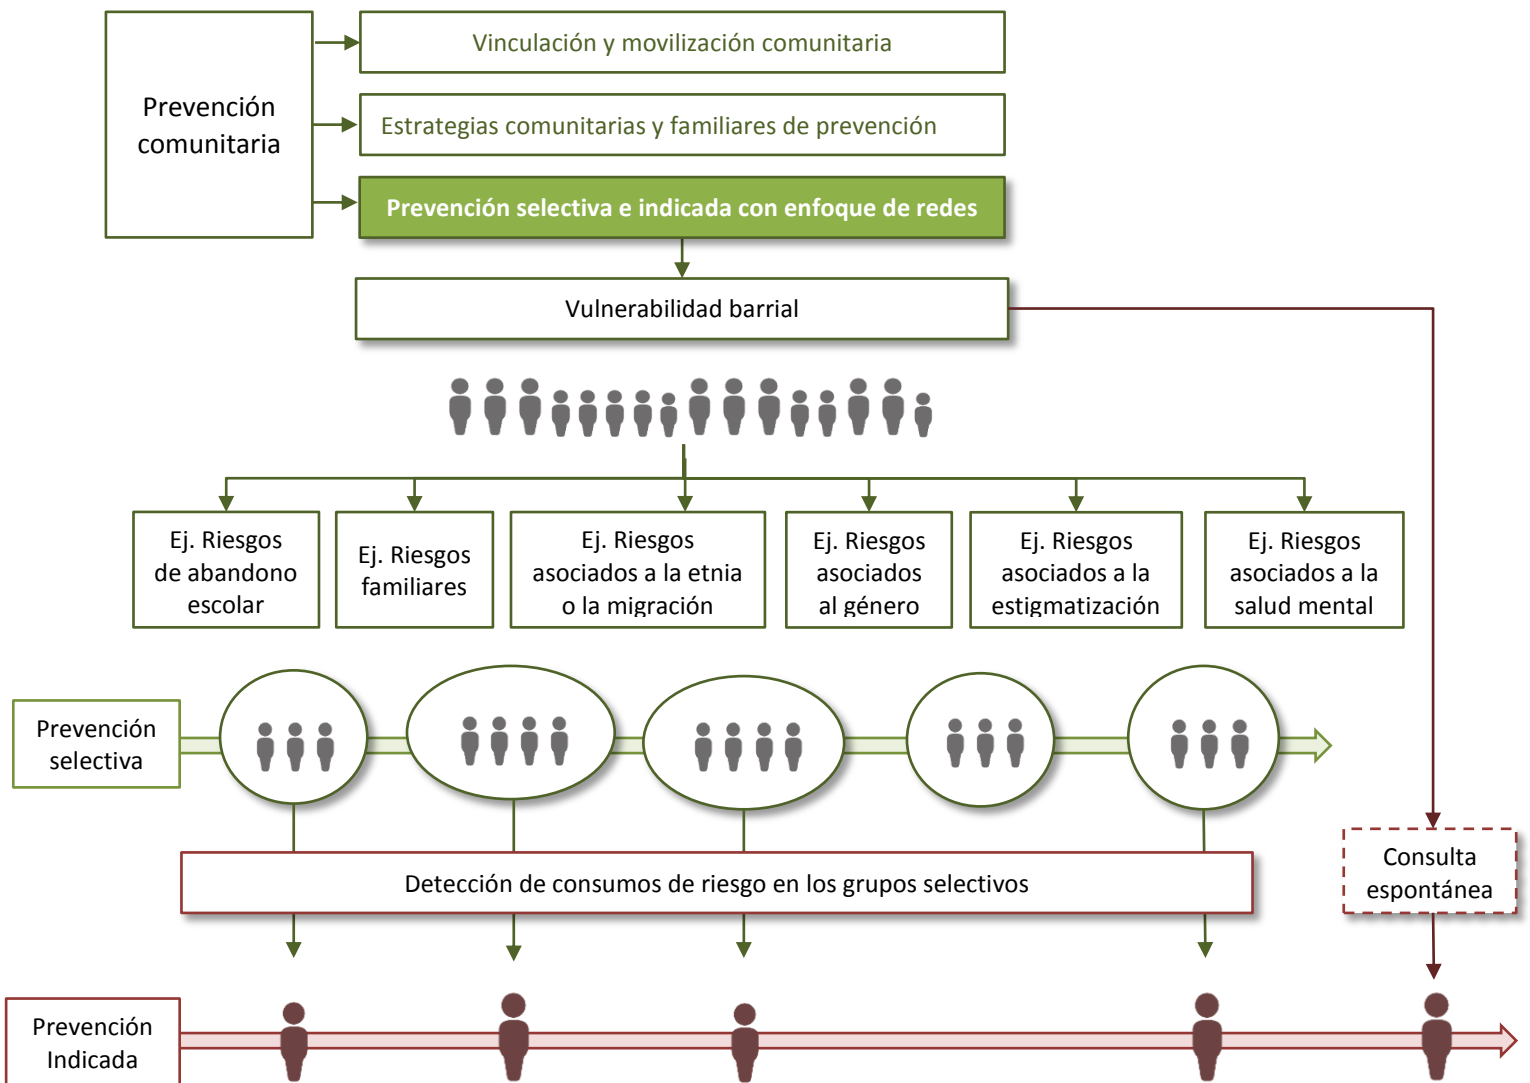 Prevención
comunitaria
Vinculación y movilización comunitaria
Estrategias comunitarias y familiares de prevención
Prevención selectiva e indicada con enfoque de redes
Vulnerabilidad barrial
Ej. Riesgos
de abandono
escolar
Ej. Riesgos
familiares
Ej. Riesgos
asociados a la etnia
o la migración
Ej. Riesgos
asociados
al género
Ej. Riesgos
asociados a la
estigmatización
Ej. Riesgos
asociados a la
salud mental
Prevención
selectiva
Detección de consumos de riesgo en los grupos selectivos
Consulta
espontánea
Prevención
Indicada